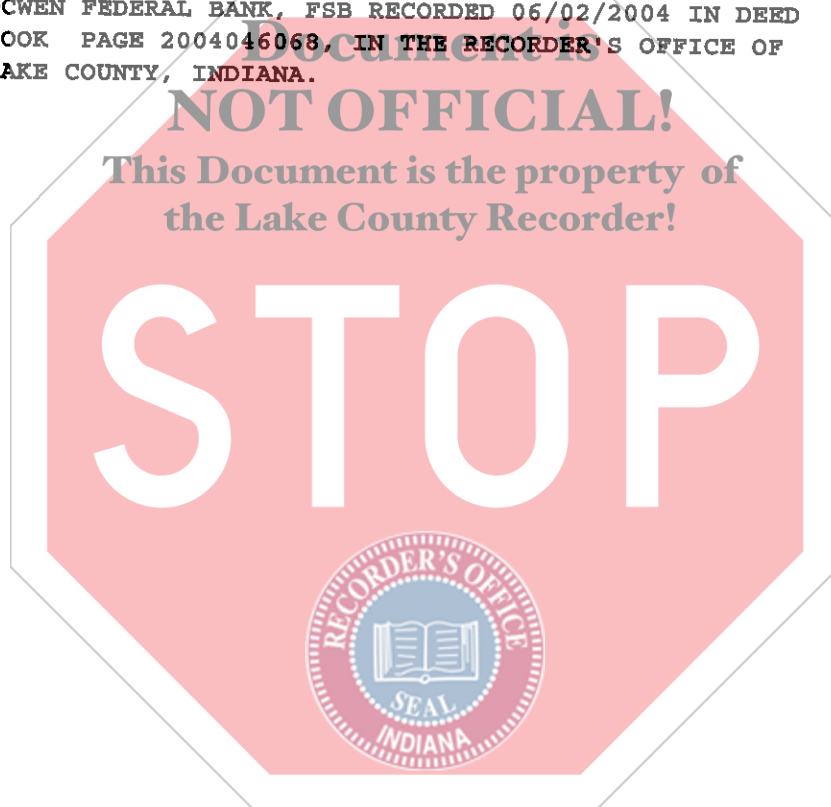 CWEN FEDERAL BANK, FSB RECORDED 06/02/2004 IN DEED
OOK PAGE 2004046068, IN THE RECORDER'S OFFICE OF
AKE COUNTY, INDIANA.
Document is
NOT OFFICIAL!
This Document is the property of
the Lake County Recorder!
STOP
RECORDER'S OFFICE
SEAL
INDIANA